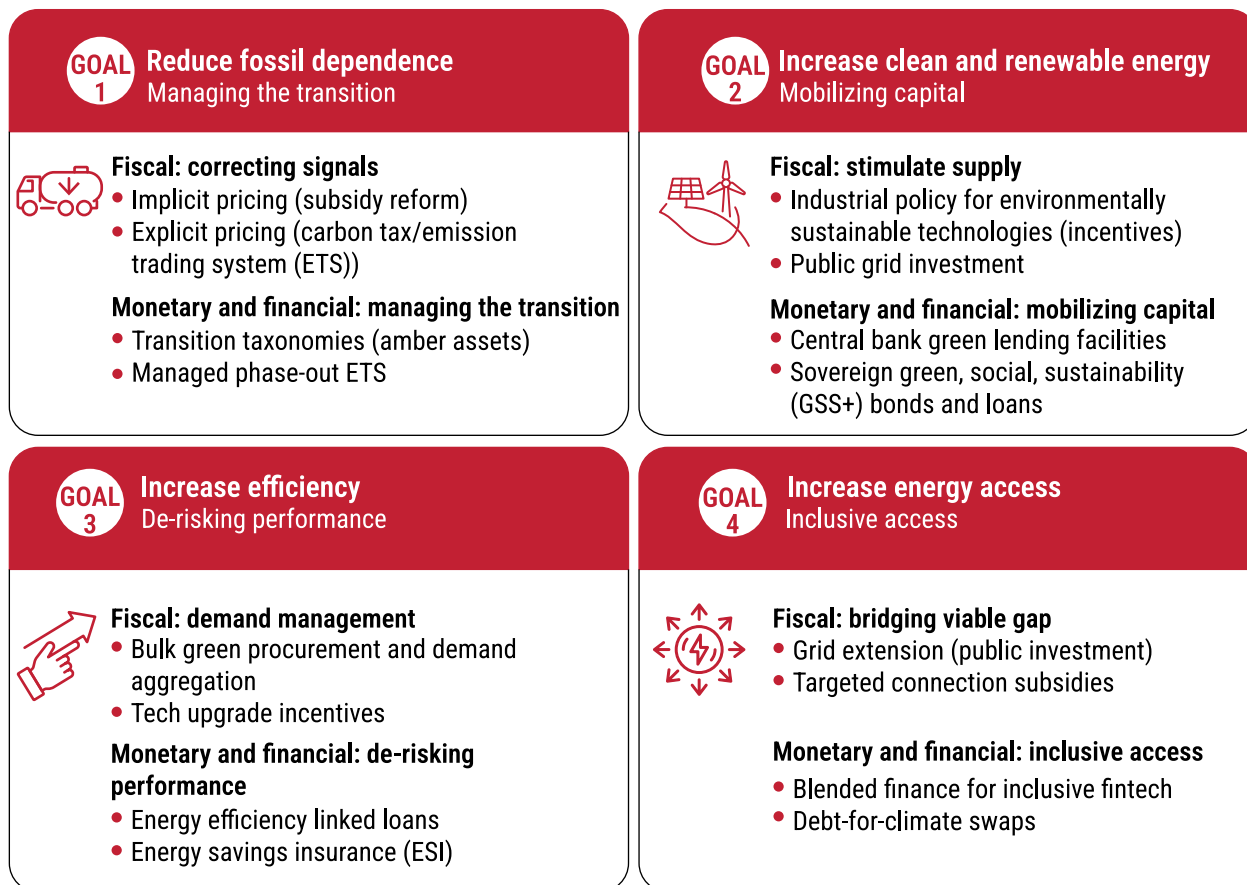 GOAL
1
Reduce fossil dependence
Managing the transition
Fiscal: correcting signals
• Implicit pricing (subsidy reform)
• Explicit pricing (carbon tax/emission
trading system (ETS))
Monetary and financial: managing the transition
• Transition taxonomies (amber assets)
• Managed phase-out ETS
GOAL
2
Increase clean and renewable energy
Mobilizing capital
Fiscal: stimulate supply
• Industrial policy for environmentally
sustainable technologies (incentives)
• Public grid investment
Monetary and financial: mobilizing capital
• Central bank green lending facilities
• Sovereign green, social, sustainability
(GSS+) bonds and loans
GOAL
3
Increase efficiency
De-risking performance
Fiscal: demand management
• Bulk green procurement and demand
aggregation
• Tech upgrade incentives
Monetary and financial: de-risking
performance
• Energy efficiency linked loans
• Energy savings insurance (ESI)
GOAL
4
Increase energy access
Inclusive access
Fiscal: bridging viable gap
• Grid extension (public investment)
• Targeted connection subsidies
Monetary and financial: inclusive access
• Blended finance for inclusive fintech
• Debt-for-climate swaps